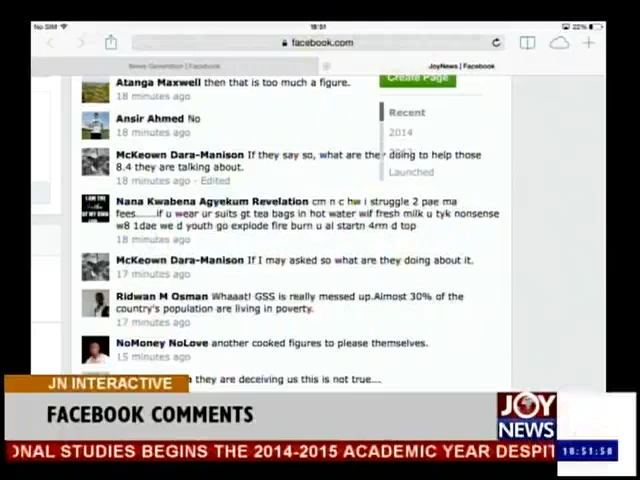 No SIM
18:51
22%
facebook.com
News Generation | Facebook
JoyNews | Facebook
Create Page
Atanga Maxwell then that is too much a figure.
18 minutes ago
Recent
Ansir Ahmed No
18 minutes ago
2014
McKeown Dara-Manison If they say so, what are they doing to help those
8.4 they are talking about.
18 minutes ago · Edited
Launched
Nana Kwabena Agyekum Revelation cm n c hw i struggle 2 pae ma
fees......if u wear ur suits gt tea bags in hot water wif fresh milk u tyk nonsense
w8 1dae we d youth go explode fire burn u al startn 4rm d top
18 minutes ago
McKeown Dara-Manison If I may asked so what are they doing about it.
17 minutes ago
Ridwan M Osman Whaaat! GSS is really messed up.Almost 30% of the
country's population are living in poverty.
17 minutes ago
NoMoney NoLove another cooked figures to please themselves.
15 minutes ago
they are deceiving us this is not true....
JN INTERACTIVE
FACEBOOK COMMENTS
JOY
NEWS
ONAL STUDIES BEGINS THE 2014-2015 ACADEMIC YEAR DESPIT
18:51:58